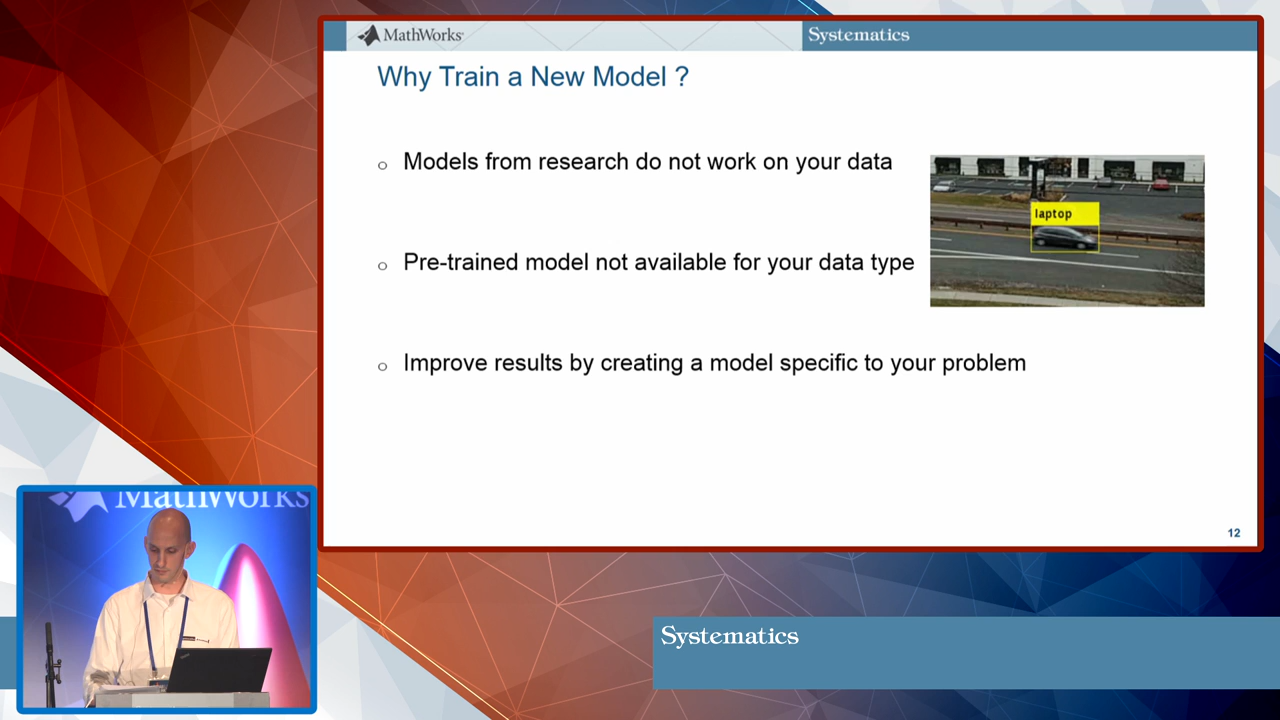 MathWorks®
Systematics
Why Train a New Model ?
o Models from research do not work on your data
laptop
o Pre-trained model not available for your data type
o Improve results by creating a model specific to your problem
12
MathWorks
Systematics